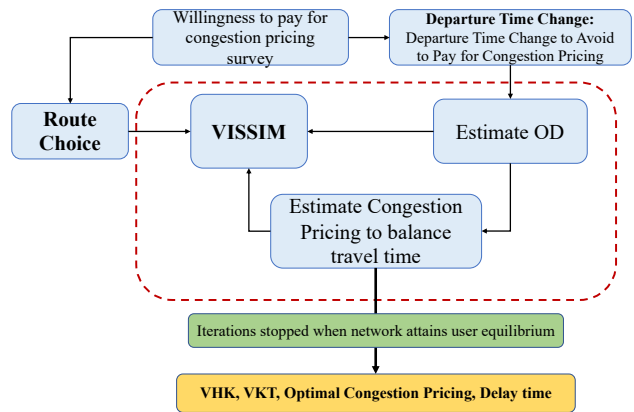 Willingness to pay for
congestion pricing
survey
Departure Time Change:
Departure Time Change to Avoid
to Pay for Congestion Pricing
Route
Choice
VISSIM
Estimate OD
Estimate Congestion
Pricing to balance
travel time
Iterations stopped when network attains user equilibrium
VHK, VKT, Optimal Congestion Pricing, Delay time